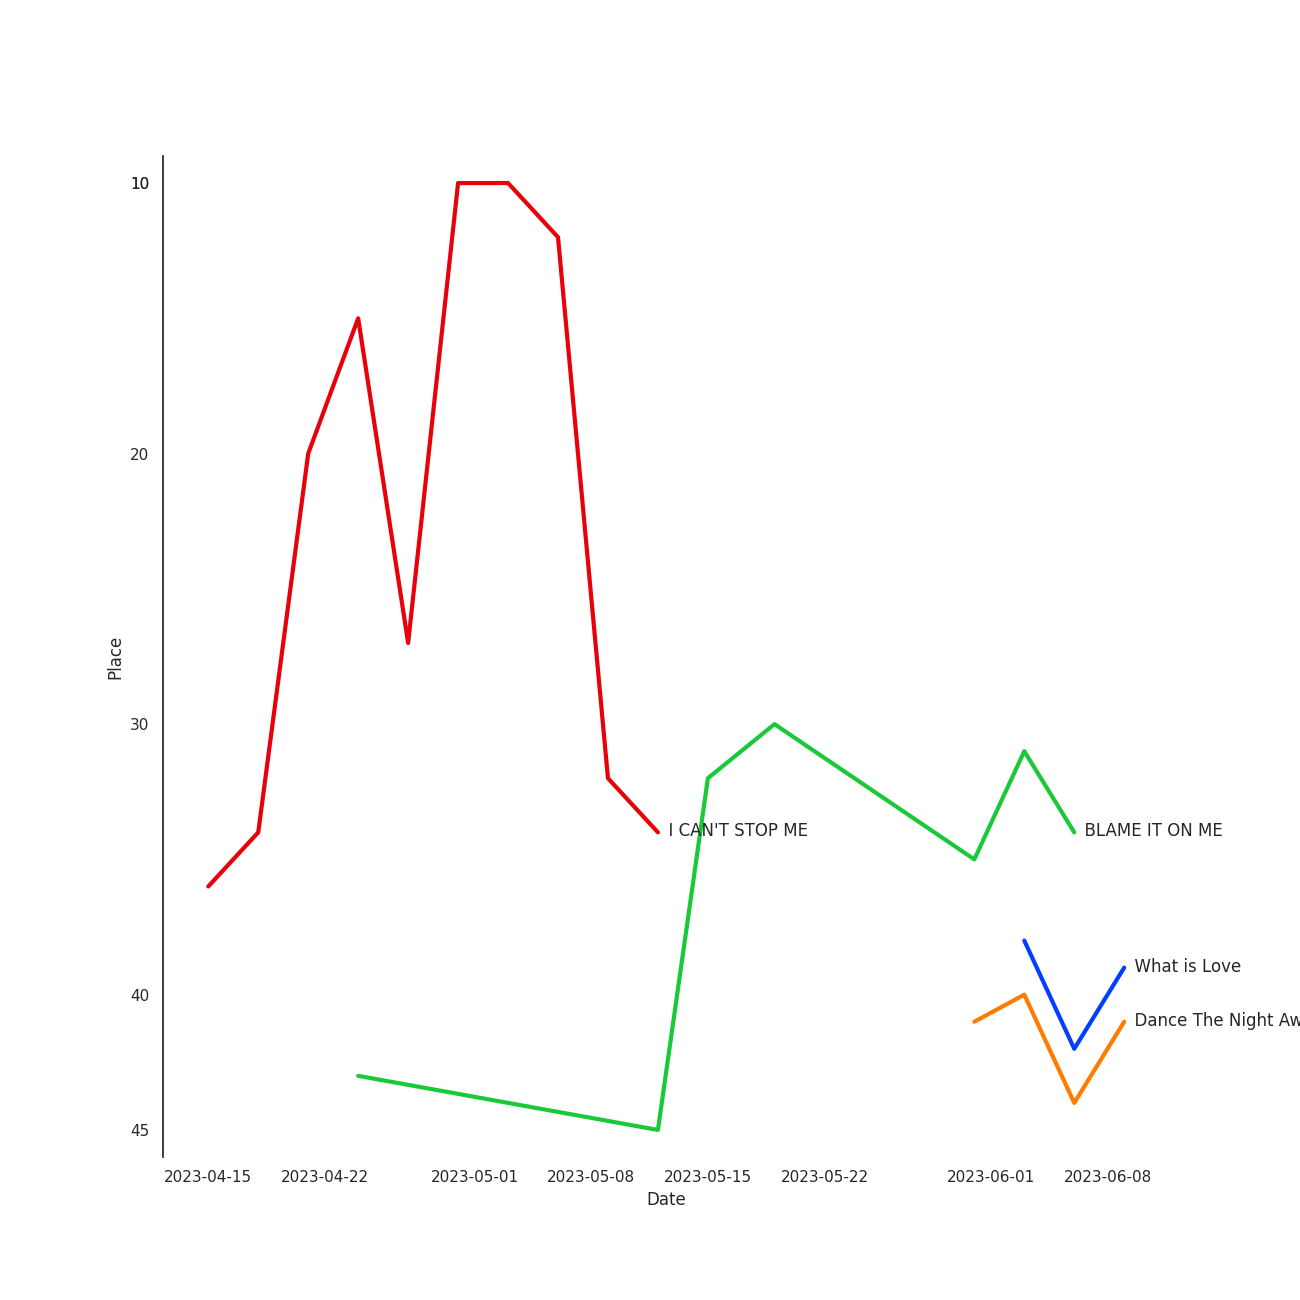 10
20
Place
30
I CAN'T STOP ME
BLAME IT ON ME
What is Love
40
Dance The Night Aw
45
2023-04-15 2023-04-22 2023-05-01 2023-05-08 2023-05-15 2023-05-22 2023-06-01 2023-06-08
Date